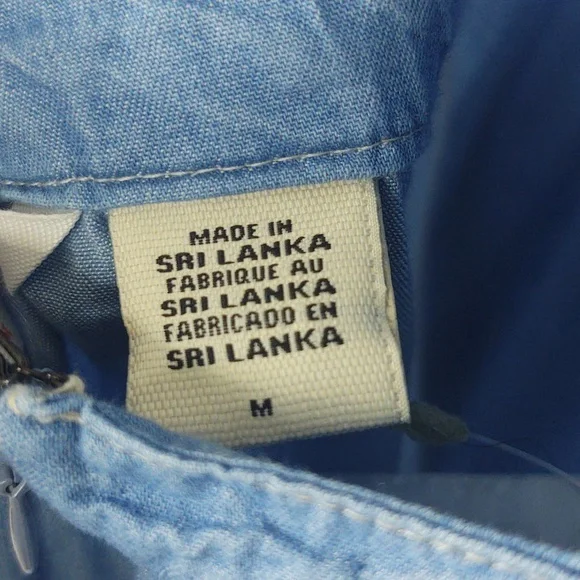 MADE IN
SRI LANKA
FABRIQUE AU
SRI LANKA
FABRICADO EN
SRI LANKA
M